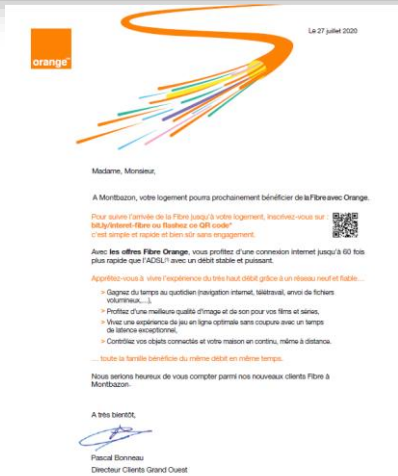 Le 27 juillet 2020
orange™
Madame, Monsieur,
A Montbazon, votre logement pourra prochainement bénéficier de la Fibre avec Orange.
Pour suivre l'arrivée de la Fibre jusqu'à votre logement, inscrivez-vous sur :
bit.ly/interet-fibre ou flashez ce QR code*
c'est simple et rapide et bien sûr sans engagement.
Avec les offres Fibre Orange, vous profitez d'une connexion internet jusqu'à 60 fois
plus rapide que l'ADSL⁽¹⁾ avec un débit stable et puissant.
Apprêtez-vous à vivre l'expérience du très haut débit grâce à un réseau neuf et fiable…
> Gagnez du temps au quotidien (navigation internet, télétravail, envoi de fichiers
volumineux,…),
> Profitez d'une meilleure qualité d'image et de son pour vos films et séries,
> Vivez une expérience de jeu en ligne optimale sans coupure avec un temps
de latence exceptionnel,
> Contrôlez vos objets connectés et votre maison en continu, même à distance.
…. toute la famille bénéficie du même débit en même temps.
Nous serions heureux de vous compter parmi nos nouveaux clients Fibre à
Montbazon.
A très bientôt,
Pascal Bonneau
Directeur Clients Grand Ouest